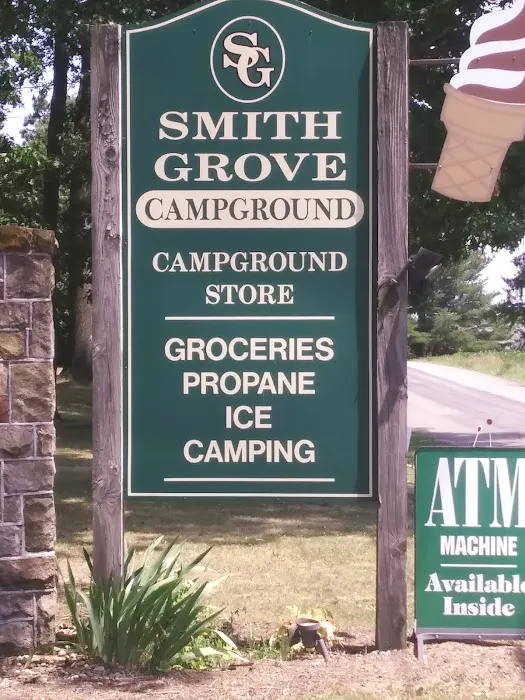 SG
SMITH
GROVE
CAMPGROUND
CAMPGROUND
STORE
GROCERIES
PROPANE
ICE
CAMPING
ATM
MACHINE
Available
Inside